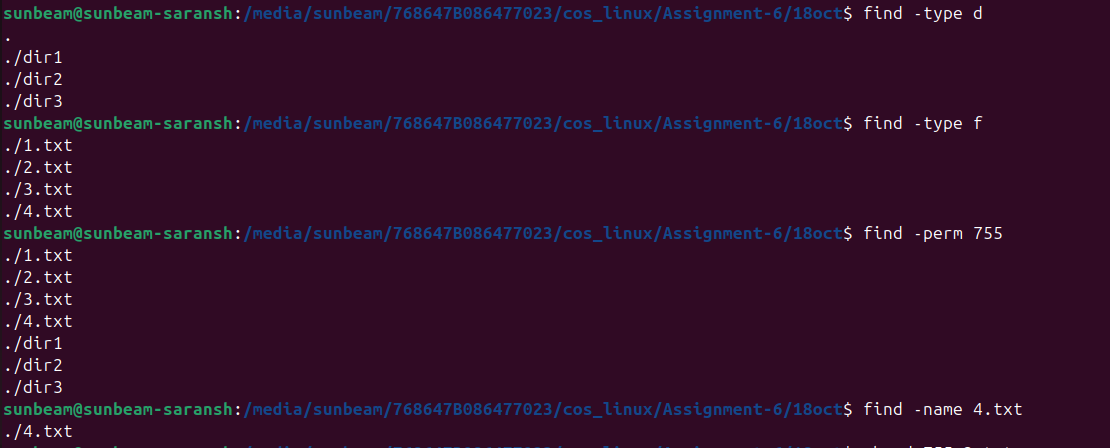 sunbeam@sunbeam-saransh:/media/sunbeam/768647B086477023/cos_linux/Assignment-6/18oct$ find -type d
.
./dir1
./dir2
./dir3
sunbeam@sunbeam-saransh:/media/sunbeam/768647B086477023/cos_linux/Assignment-6/18oct$ find -type f
./1.txt
./2.txt
./3.txt
./4.txt
sunbeam@sunbeam-saransh:/media/sunbeam/768647B086477023/cos_linux/Assignment-6/18oct$ find -perm 755
./1.txt
./2.txt
./3.txt
./4.txt
./dir1
./dir2
./dir3
sunbeam@sunbeam-saransh:/media/sunbeam/768647B086477023/cos_linux/Assignment-6/18oct$ find -name 4.txt
./4.txt